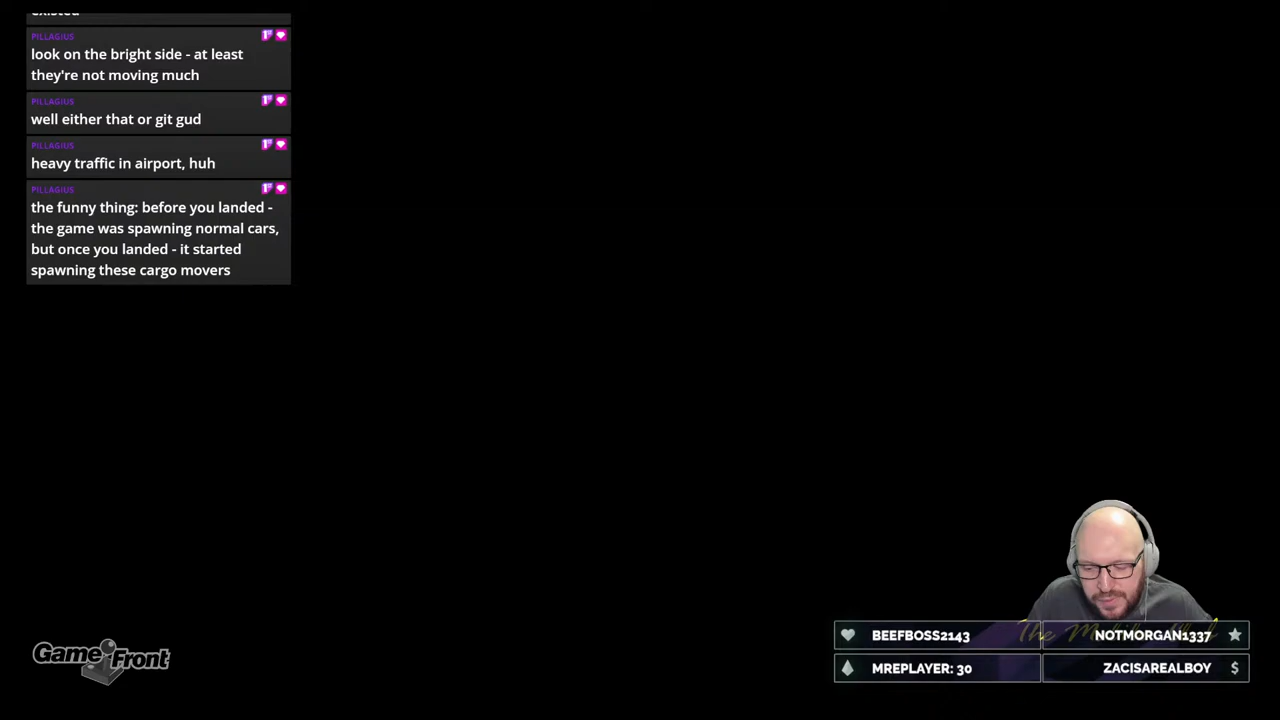 existed
PILLAGIUS
look on the bright side - at least
they're not moving much
PILLAGIUS
well either that or git gud
PILLAGIUS
heavy traffic in airport, huh
PILLAGIUS
the funny thing: before you landed -
the game was spawning normal cars,
but once you landed - it started
spawning these cargo movers
GameFront
BEEFBOSS2143
NOTMORGAN1337
MREPLAYER: 30
ZACISAREALBOY
$